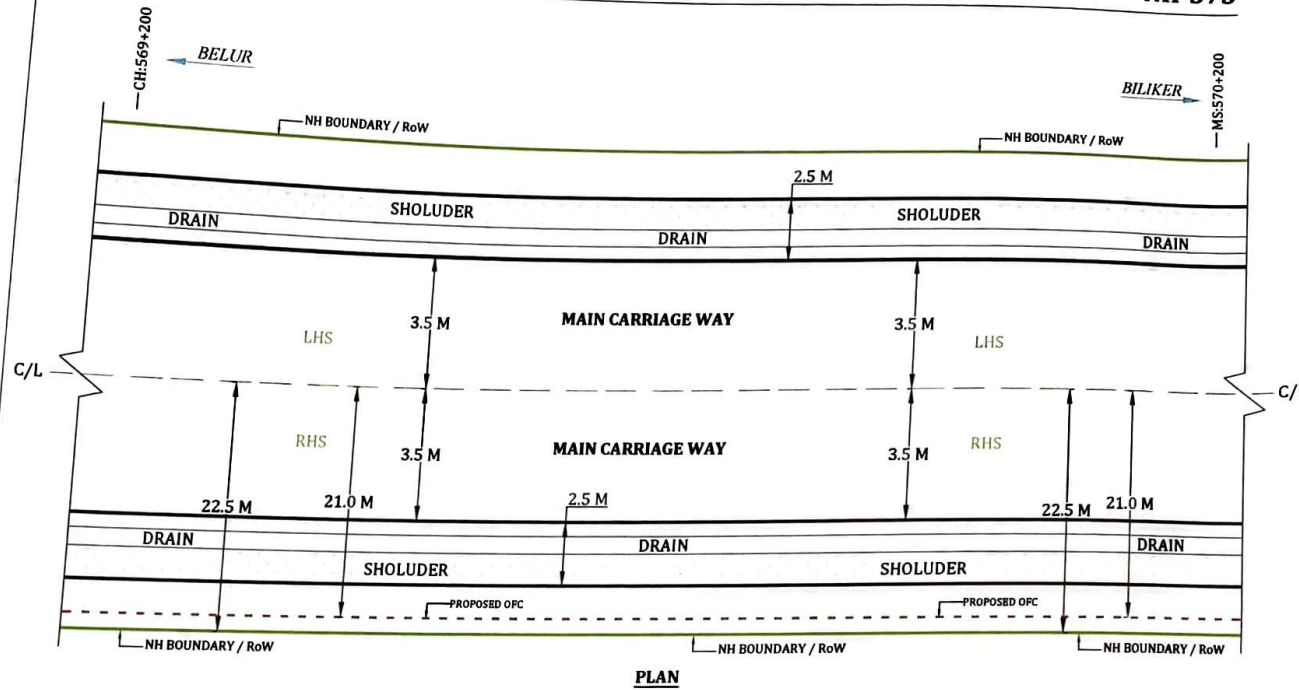 CH:569+200
BELUR
BILIKER
MS:570+200
NH BOUNDARY / RoW
NH BOUNDARY / RoW
2.5 M
SHOLUDER
SHOLUDER
DRAIN
DRAIN
DRAIN
3.5 M
MAIN CARRIAGE WAY
3.5 M
LHS
LHS
C/L
C/
RHS
RHS
3.5 M
MAIN CARRIAGE WAY
3.5 M
22.5 M
21.0 M
2.5 M
22.5 M
21.0 M
DRAIN
DRAIN
DRAIN
SHOLUDER
SHOLUDER
PROPOSED OFC
PROPOSED OFC
NH BOUNDARY / RoW
NH BOUNDARY / RoW
NH BOUNDARY / RoW
PLAN